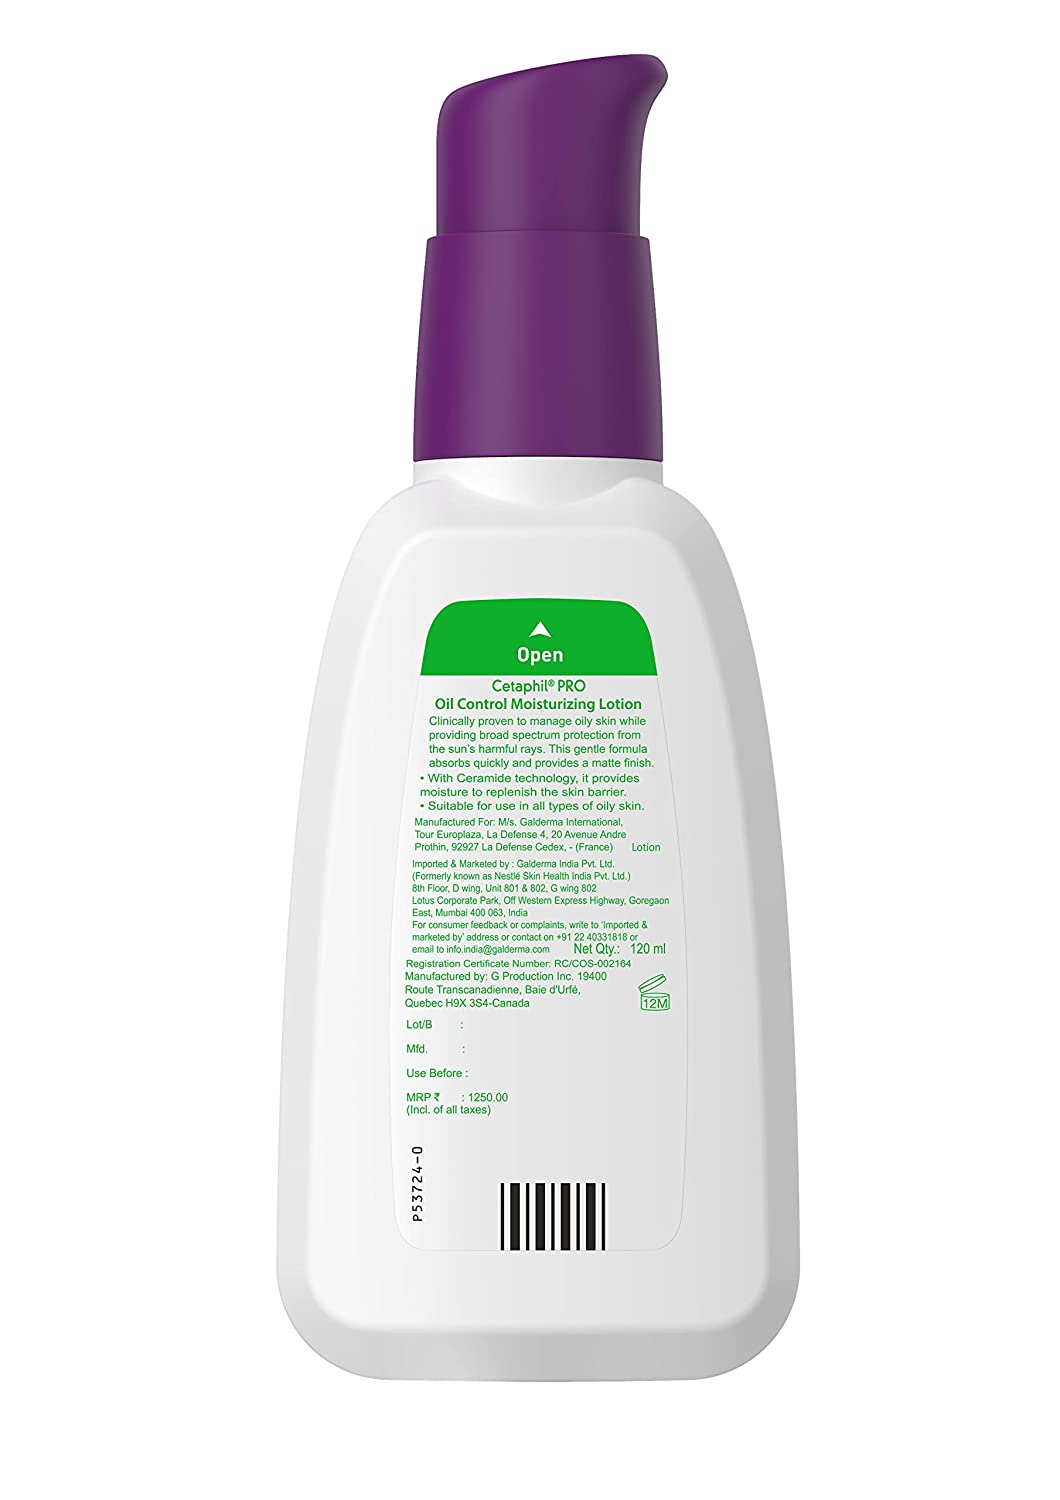 Open
Cetaphil® PRO
Oil Control Moisturizing Lotion
Clinically proven to manage oily skin while
providing broad spectrum protection from
the sun's harmful rays. This gentle formula
absorbs quickly and provides a matte finish.
• With Ceramide technology, it provides
moisture to replenish the skin barrier.
• Suitable for use in all types of oily skin.
Manufactured For: M/s. Galderma International,
Tour Europlaza, La Defense 4, 20 Avenue Andre
Prothin, 92927 La Defense Cedex, - (France) Lotion
Imported & Marketed by : Galderma India Pvt. Ltd.
(Formerly known as Nestlé Skin Health India Pvt. Ltd.)
8th Floor, D wing, Unit 801 & 802, G wing 802
Lotus Corporate Park, Off Western Express Highway, Goregaon
East, Mumbai 400 063, India
For consumer feedback or complaints, write to 'Imported &
marketed by' address or contact on +91 22 40331818 or
email to info.india@galderma.com Net Qty.: 120 ml
Registration Certificate Number: RC/COS-002164
Manufactured by: G Production Inc. 19400
Route Transcanadienne, Baie d'Urfé,
Quebec H9X 3S4-Canada
12M
Lot/B :
Mfd. :
Use Before :
MRP ₹ : 1250.00
(Incl. of all taxes)
P53724-0